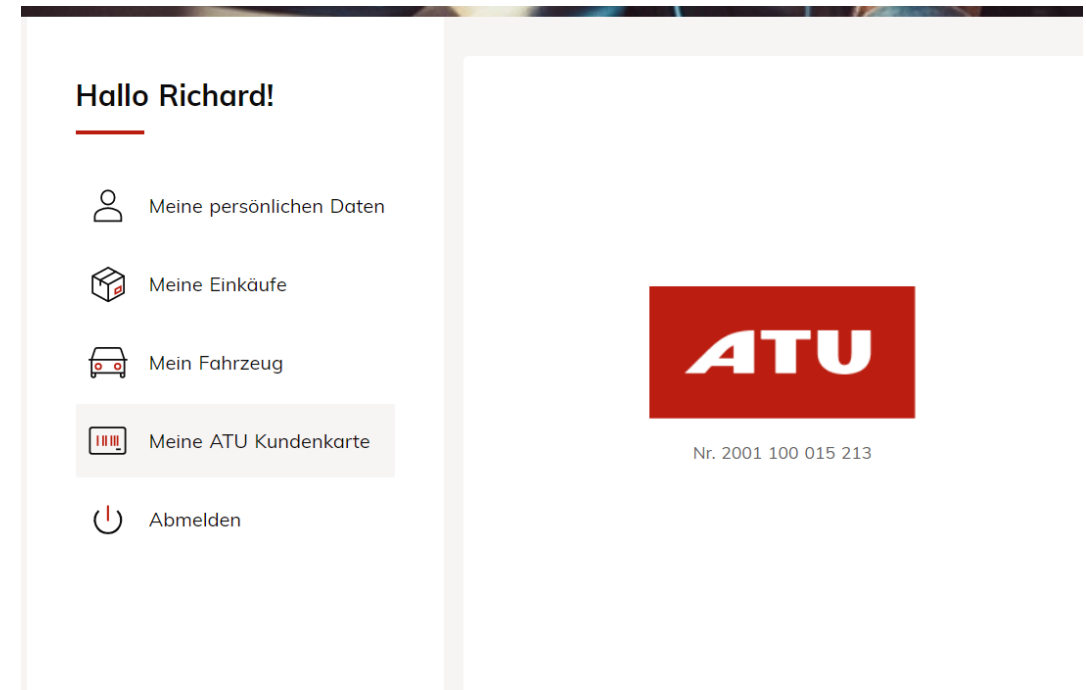 Hallo Richard!
Meine persönlichen Daten
Meine Einkäufe
Mein Fahrzeug
Meine ATU Kundenkarte
Abmelden
ATU
Nr. 2001 100 015 213